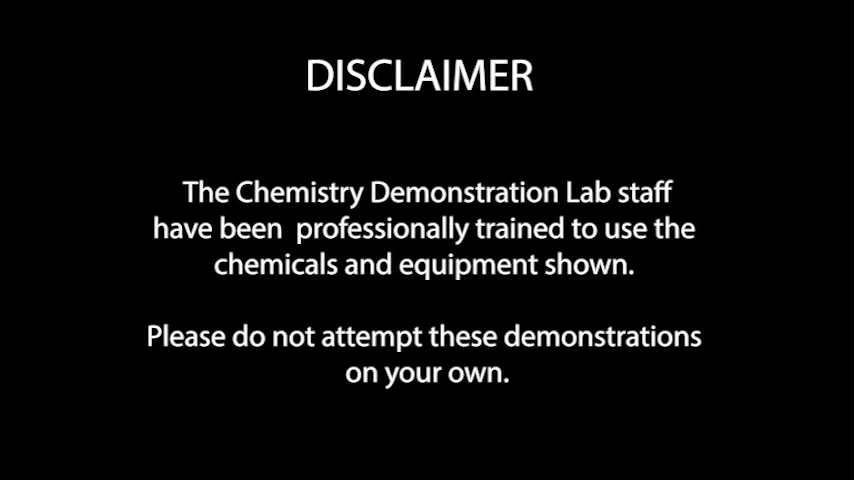 DISCLAIMER
The Chemistry Demonstration Lab staff
have been  professionally trained to use the
chemicals and equipment shown.
Please do not attempt these demonstrations
on your own.